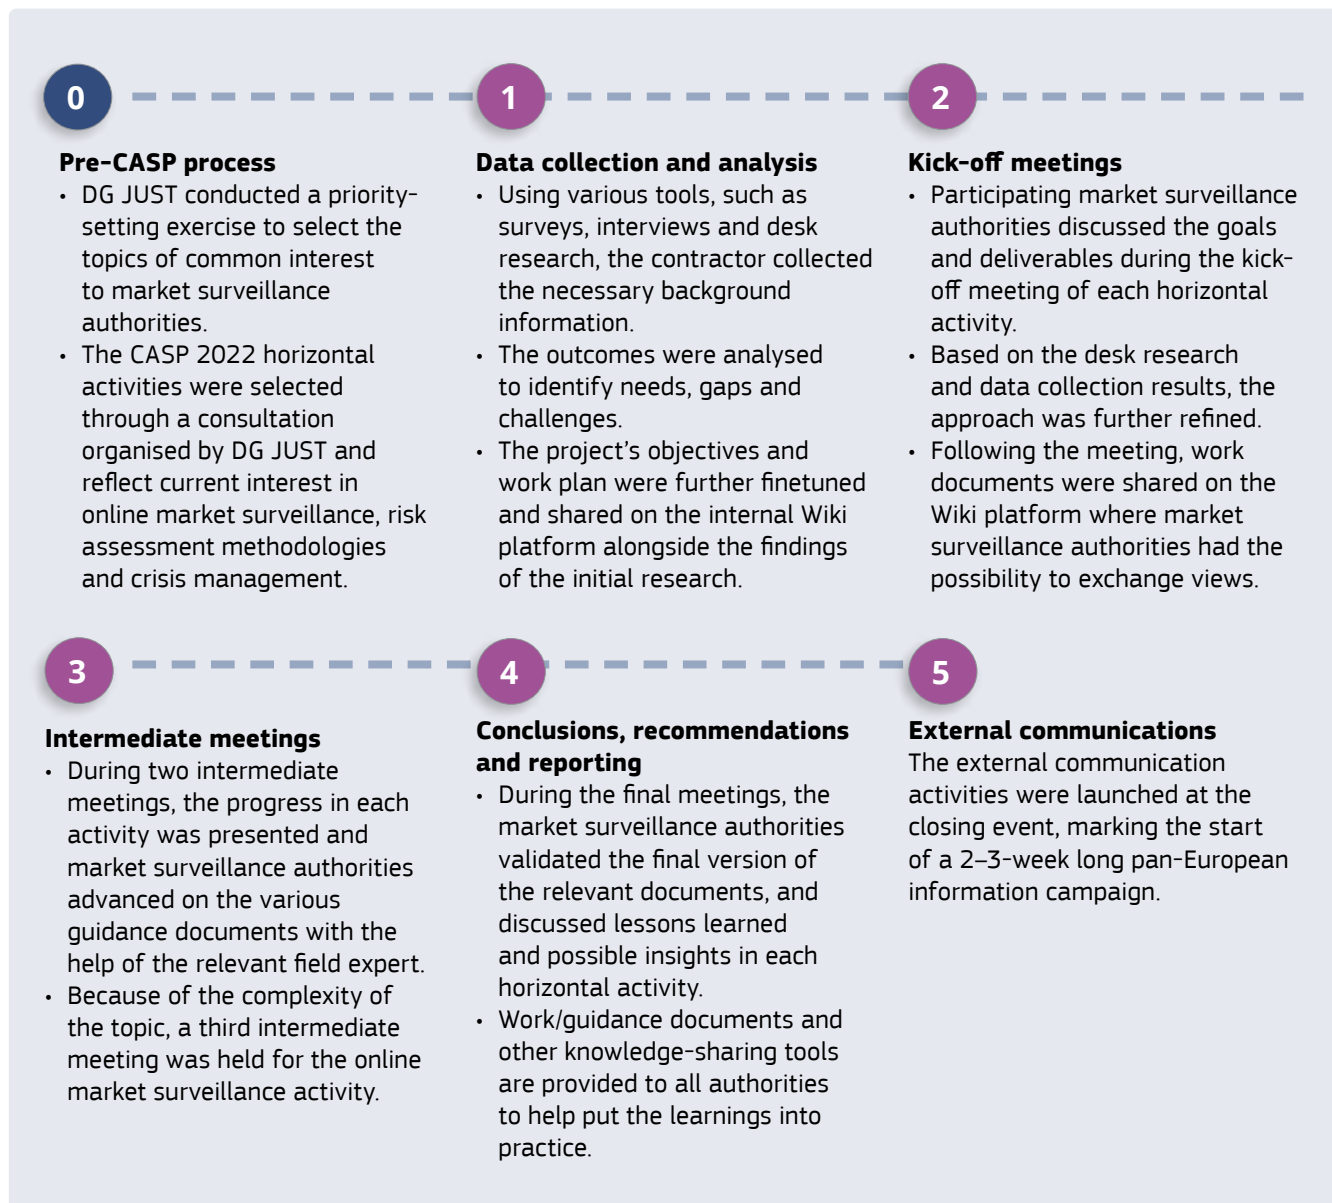 0
Pre-CASP process
• DG JUST conducted a priority-
setting exercise to select the
topics of common interest
to market surveillance
authorities.
• The CASP 2022 horizontal
activities were selected
through a consultation
organised by DG JUST and
reflect current interest in
online market surveillance, risk
assessment methodologies
and crisis management.
1
Data collection and analysis
• Using various tools, such as
surveys, interviews and desk
research, the contractor collected
the necessary background
information.
• The outcomes were analysed
to identify needs, gaps and
challenges.
• The project's objectives and
work plan were further finetuned
and shared on the internal Wiki
platform alongside the findings
of the initial research.
2
Kick-off meetings
• Participating market surveillance
authorities discussed the goals
and deliverables during the kick-
off meeting of each horizontal
activity.
• Based on the desk research
and data collection results, the
approach was further refined.
• Following the meeting, work
documents were shared on the
Wiki platform where market
surveillance authorities had the
possibility to exchange views.
3
Intermediate meetings
• During two intermediate
meetings, the progress in each
activity was presented and
market surveillance authorities
advanced on the various
guidance documents with the
help of the relevant field expert.
• Because of the complexity of
the topic, a third intermediate
meeting was held for the online
market surveillance activity.
4
Conclusions, recommendations
and reporting
• During the final meetings, the
market surveillance authorities
validated the final version of
the relevant documents, and
discussed lessons learned
and possible insights in each
horizontal activity.
• Work/guidance documents and
other knowledge-sharing tools
are provided to all authorities
to help put the learnings into
practice.
5
External communications
The external communication
activities were launched at the
closing event, marking the start
of a 2–3-week long pan-European
information campaign.